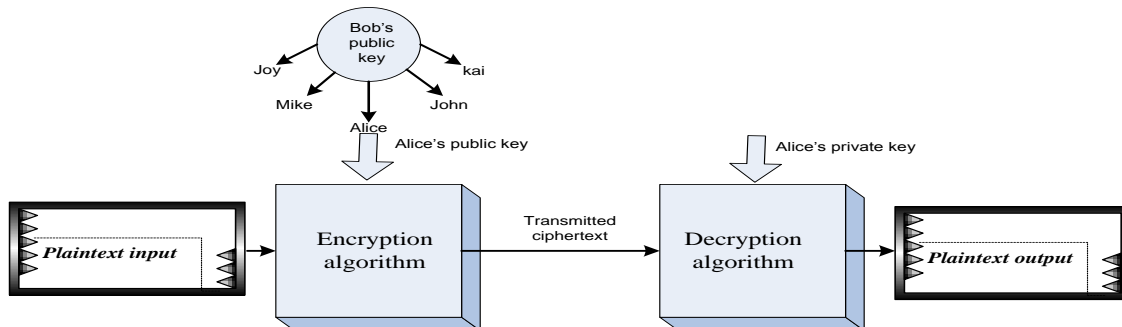 Bob's
public
key
Joy
kai
Mike
John
Alice
Alice's public key
Alice's private key
Plaintext input
Encryption
algorithm
Transmitted
ciphertext
Decryption
algorithm
Plaintext output